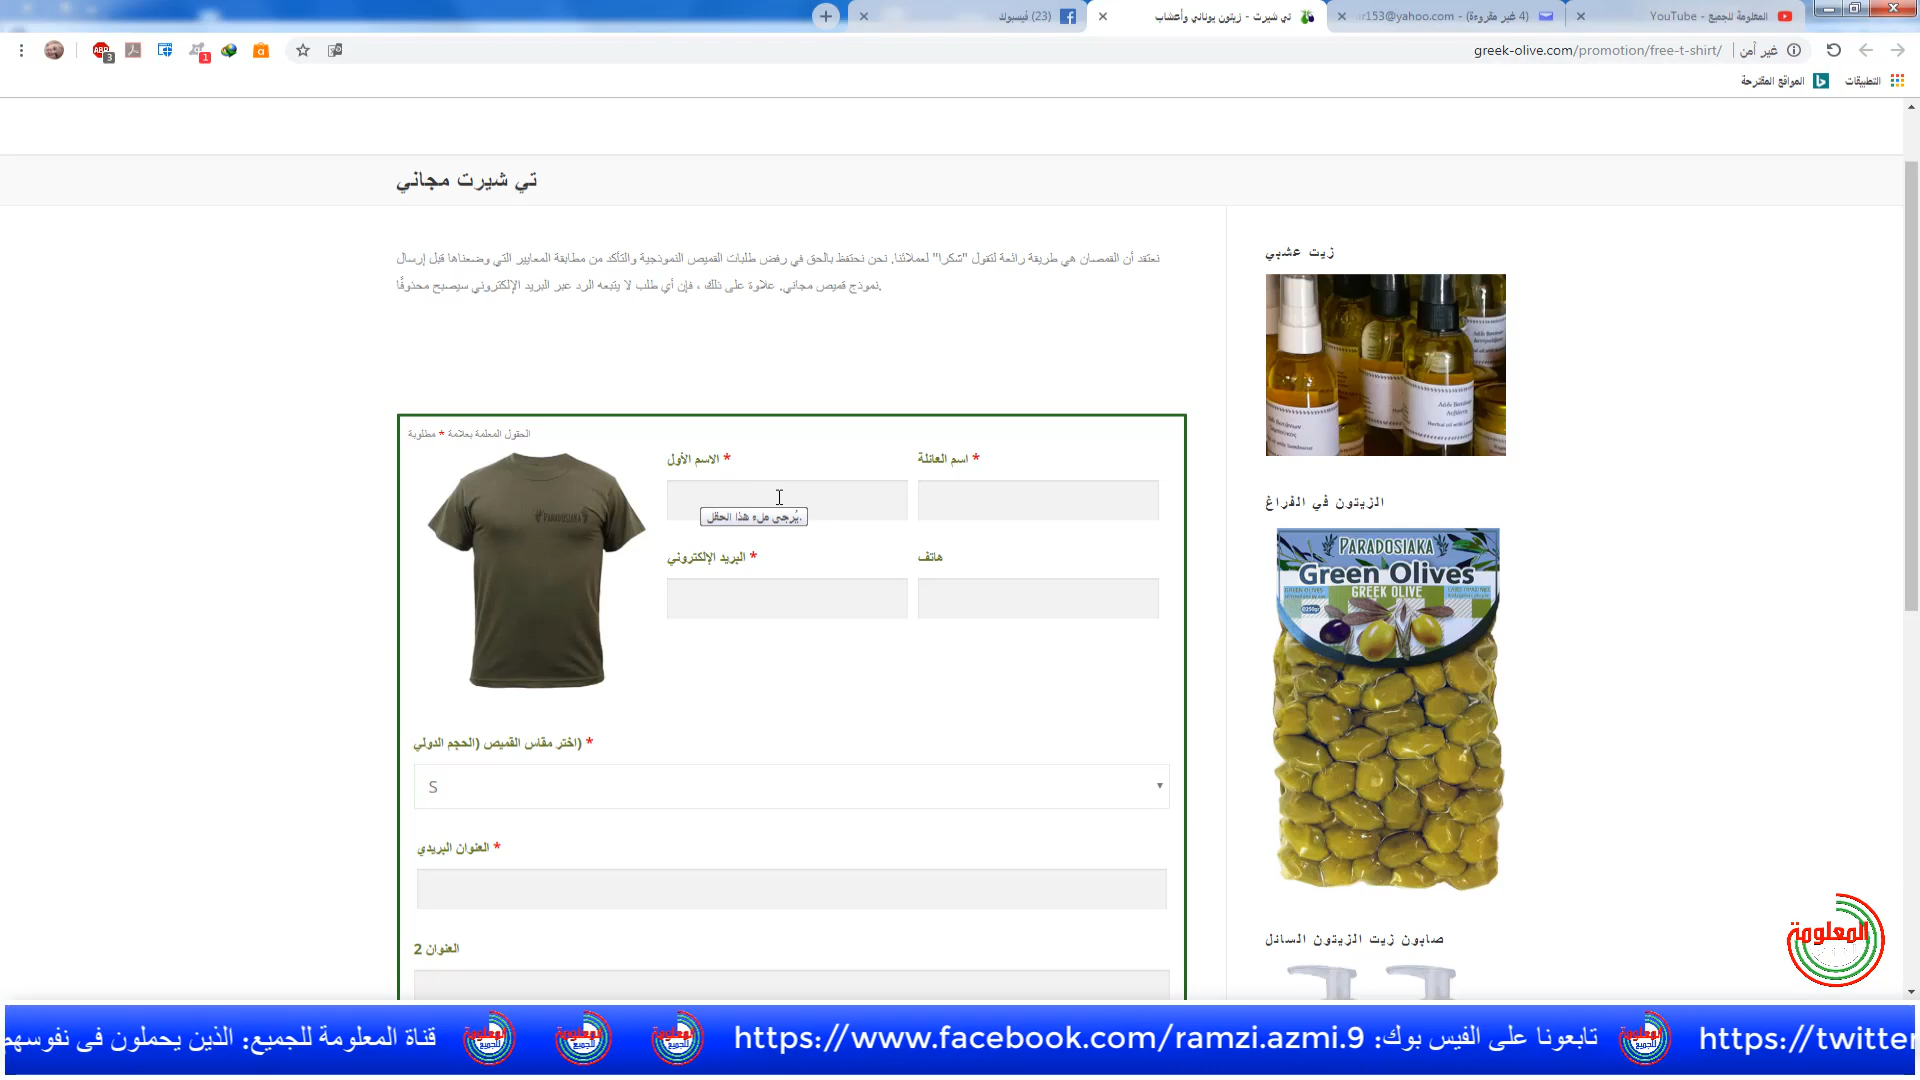 المعلومة للجميع - YouTube
(4 غير مقروءة) - r153@yahoo.com
تي شيرت - زيتون يوناني وأعشاب
(23) فيسبوك
greek-olive.com/promotion/free-t-shirt/
غير آمن
3
1
التطبيقات
المواقع المقترحة
تي شيرت مجاني
نعتقد أن القمصان هي طريقة رائعة لتقول "شكرا" لعملائنا. نحن نحتفظ بالحق في رفض طلبات القميص النموذجية والتأكد من مطابقة المعايير التي وضعناها قبل إرسال
نموذج قميص مجاني. علاوة على ذلك ، فإن أي طلب لا يتبعه الرد عبر البريد الإلكتروني سيصبح محذوفًا.
الحقول المعلمة بعلامة * مطلوبة
الاسم الأول *
اسم العائلة *
يُرجى ملء هذا الحقل.
البريد الإلكتروني *
هاتف
PARADOSIAKA
(اختر مقاس القميص (الحجم الدولي *
S
العنوان البريدي *
العنوان 2
زيت عشبي
الزيتون في الفراغ
PARADOSIAKA
Green Olives
GREEK OLIVE
صابون زيت الزيتون السائل
المعلومة
قناة المعلومة للجميع: الذين يحملون فى نفوسهم
https://www.facebook.com/ramzi.azmi.9 تابعونا على الفيس بوك:
https://twitter